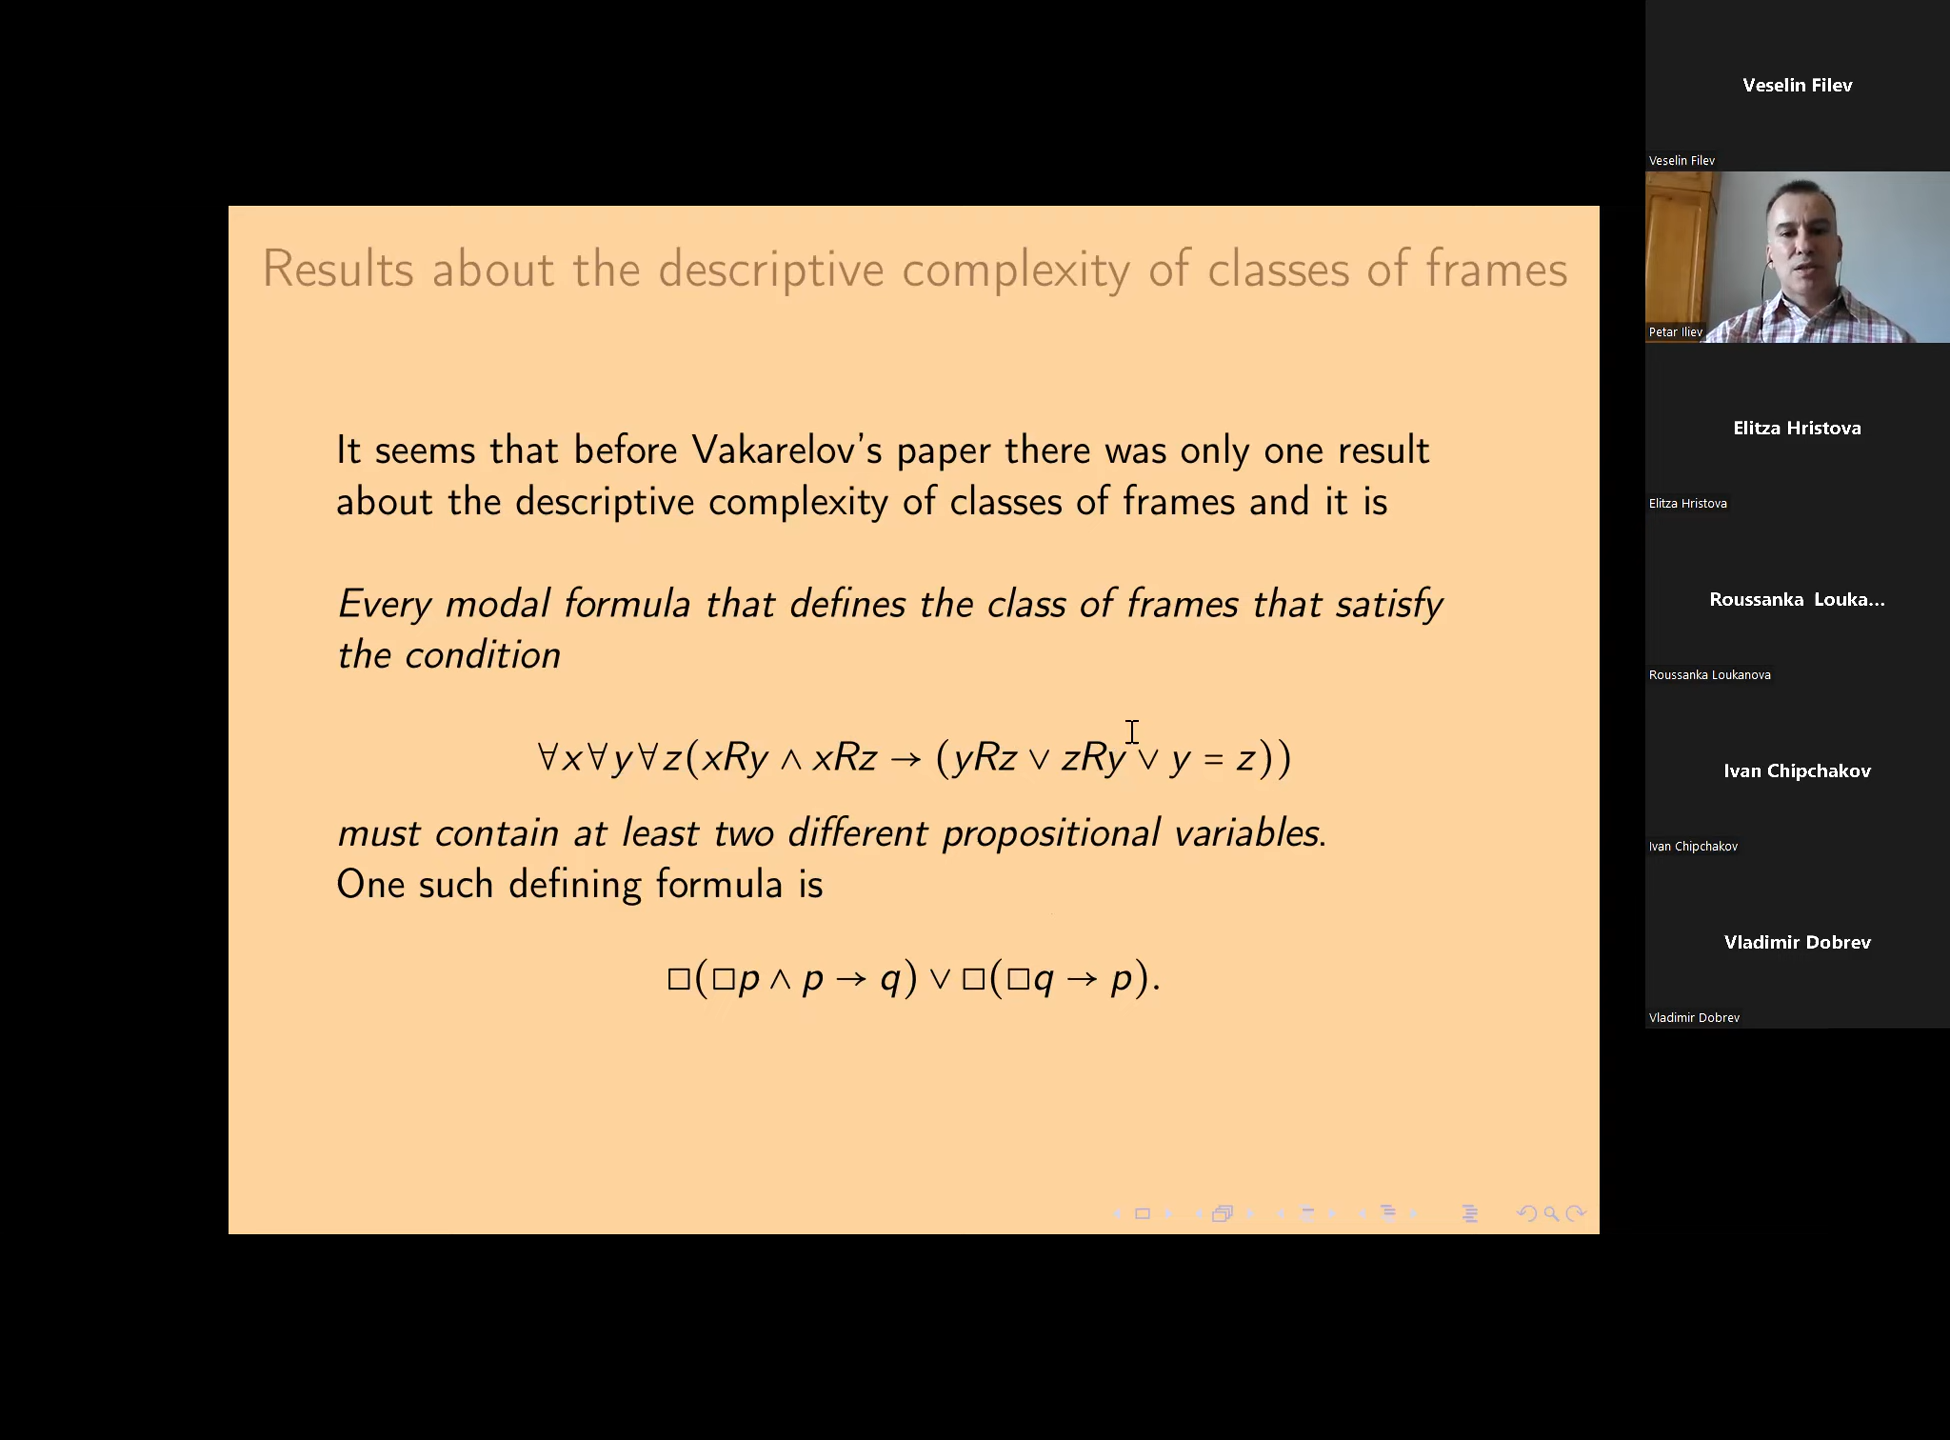 Results about the descriptive complexity of classes of frames
It seems that before Vakarelov's paper there was only one result
about the descriptive complexity of classes of frames and it is
Every modal formula that defines the class of frames that satisfy
the condition
∀x∀y∀z(xRy ∧ xRz → (yRz ∨ zRy ∨ y = z))
must contain at least two different propositional variables.
One such defining formula is
□(□p ∧ p → q) ∨ □(□q → p).
Veselin Filev
Veselin Filev
Petar Iliev
Elitza Hristova
Elitza Hristova
Roussanka Louka...
Roussanka Loukanova
Ivan Chipchakov
Ivan Chipchakov
Vladimir Dobrev
Vladimir Dobrev